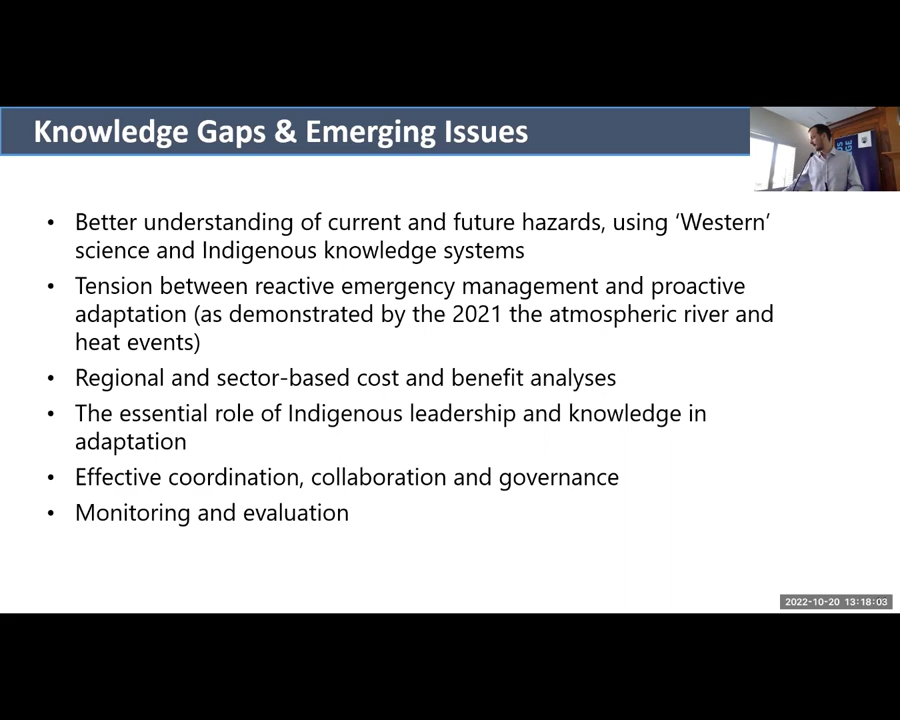 Knowledge Gaps & Emerging Issues
• Better understanding of current and future hazards, using ‘Western’
science and Indigenous knowledge systems
• Tension between reactive emergency management and proactive
adaptation (as demonstrated by the 2021 the atmospheric river and
heat events)
• Regional and sector-based cost and benefit analyses
• The essential role of Indigenous leadership and knowledge in
adaptation
• Effective coordination, collaboration and governance
• Monitoring and evaluation
2022-10-20 13:18:03